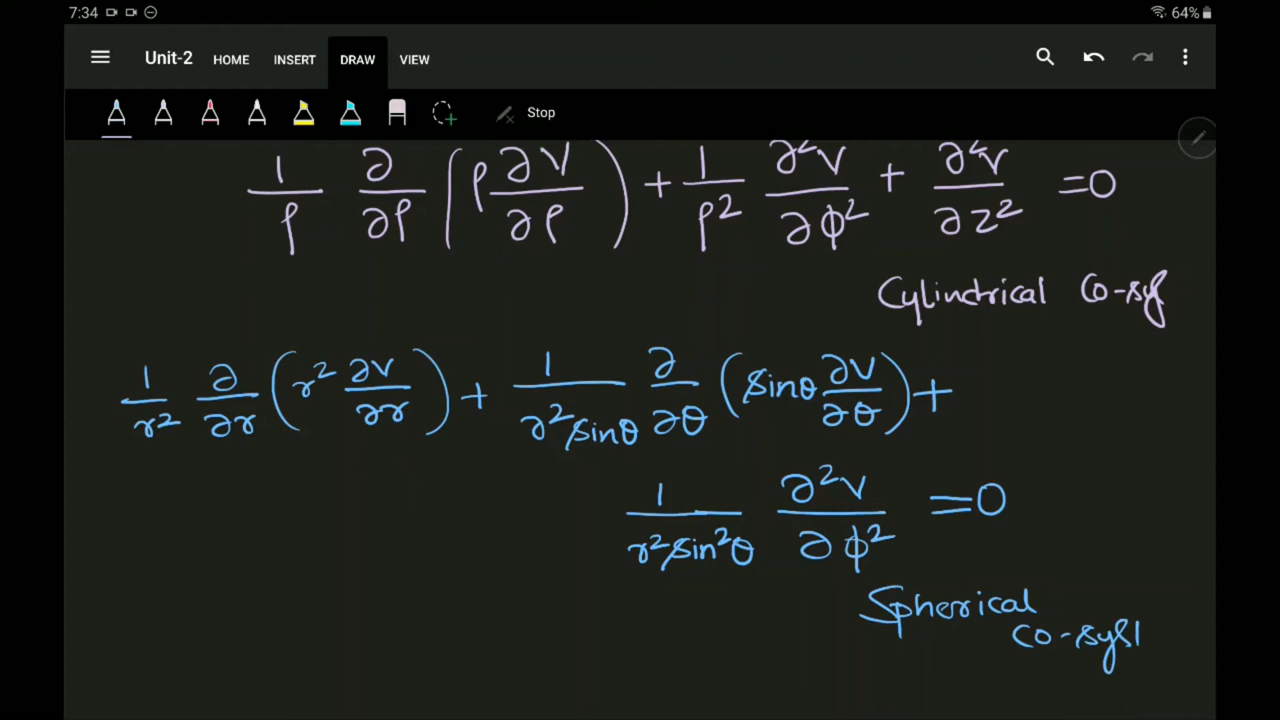 7:34 64%
Unit-2 HOME INSERT DRAW VIEW
Stop
1/ρ ∂/∂ρ (ρ ∂V/∂ρ) + 1/ρ² ∂²V/∂ϕ² + ∂²V/∂z² =0
Cylindrical Co-sy
1/r² ∂/∂r (r² ∂V/∂r) + 1/r² sinθ ∂/∂θ (sinθ ∂V/∂θ) +
1/r² sin²θ ∂²V/∂ϕ² =0
Spherical
Co-syst